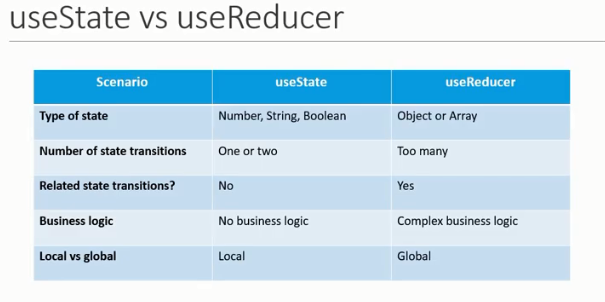 useState vs useReducer
Scenario useState useReducer
Type of state Number, String, Boolean Object or Array
Number of state transitions One or two Too many
Related state transitions? No Yes
Business logic No business logic Complex business logic
Local vs global Local Global